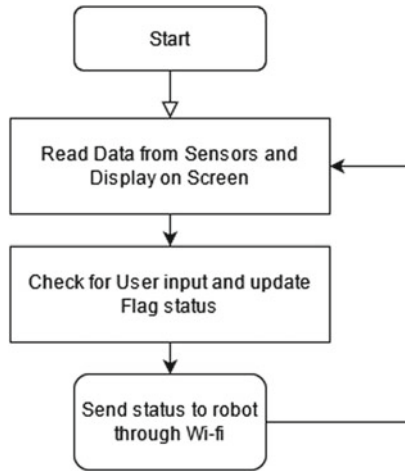 Start
Read Data from Sensors and
Display on Screen
Check for User input and update
Flag status
Send status to robot
through Wi-fi